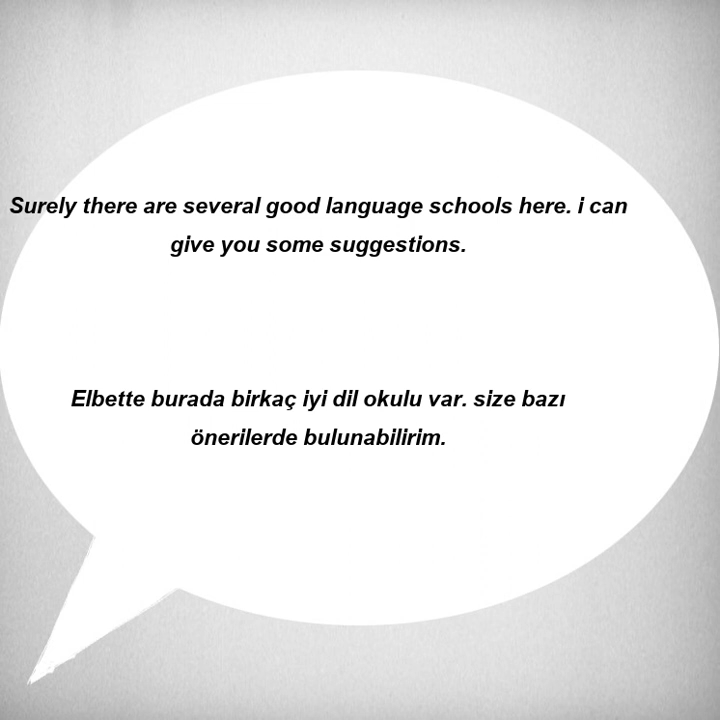 Surely there are several good language schools here. i can
give you some suggestions.
Elbette burada birkaç iyi dil okulu var. size bazı
önerilerde bulunabilirim.